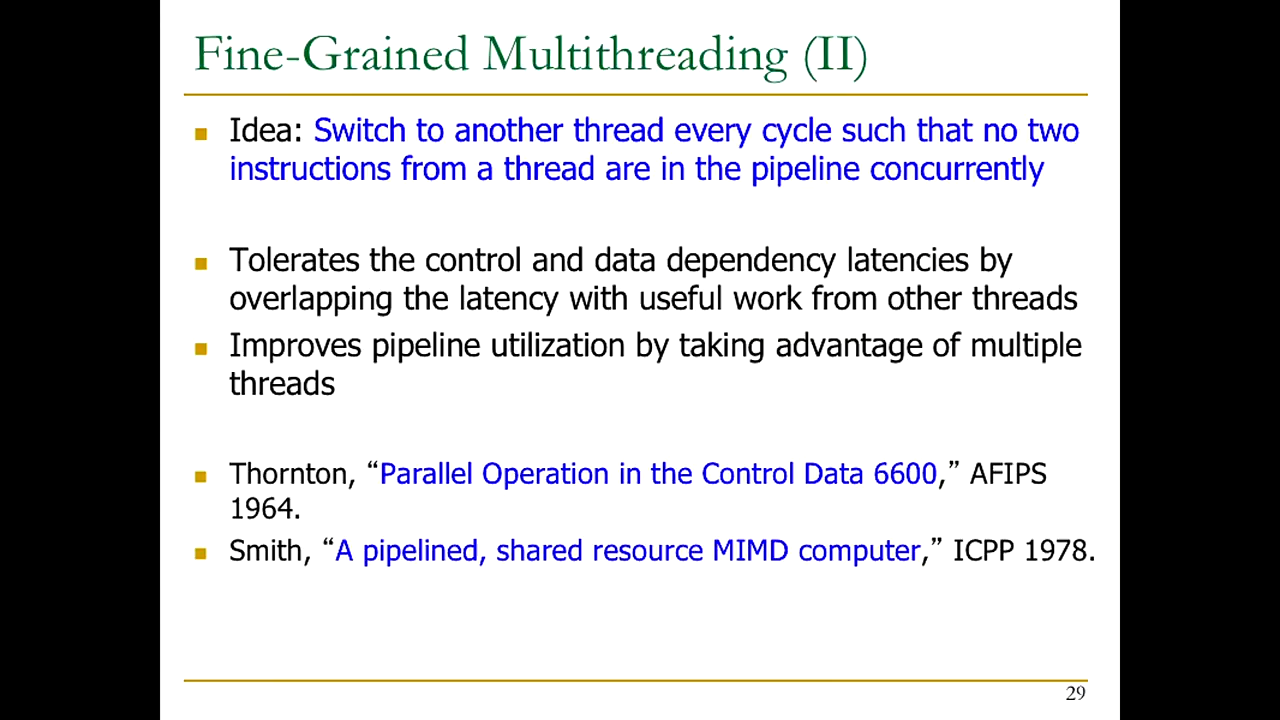 Fine-Grained Multithreading (II)
Idea: Switch to another thread every cycle such that no two
instructions from a thread are in the pipeline concurrently
Tolerates the control and data dependency latencies by
overlapping the latency with useful work from other threads
Improves pipeline utilization by taking advantage of multiple
threads
Thornton, “Parallel Operation in the Control Data 6600,” AFIPS
1964.
Smith, “A pipelined, shared resource MIMD computer,” ICPP 1978.
29